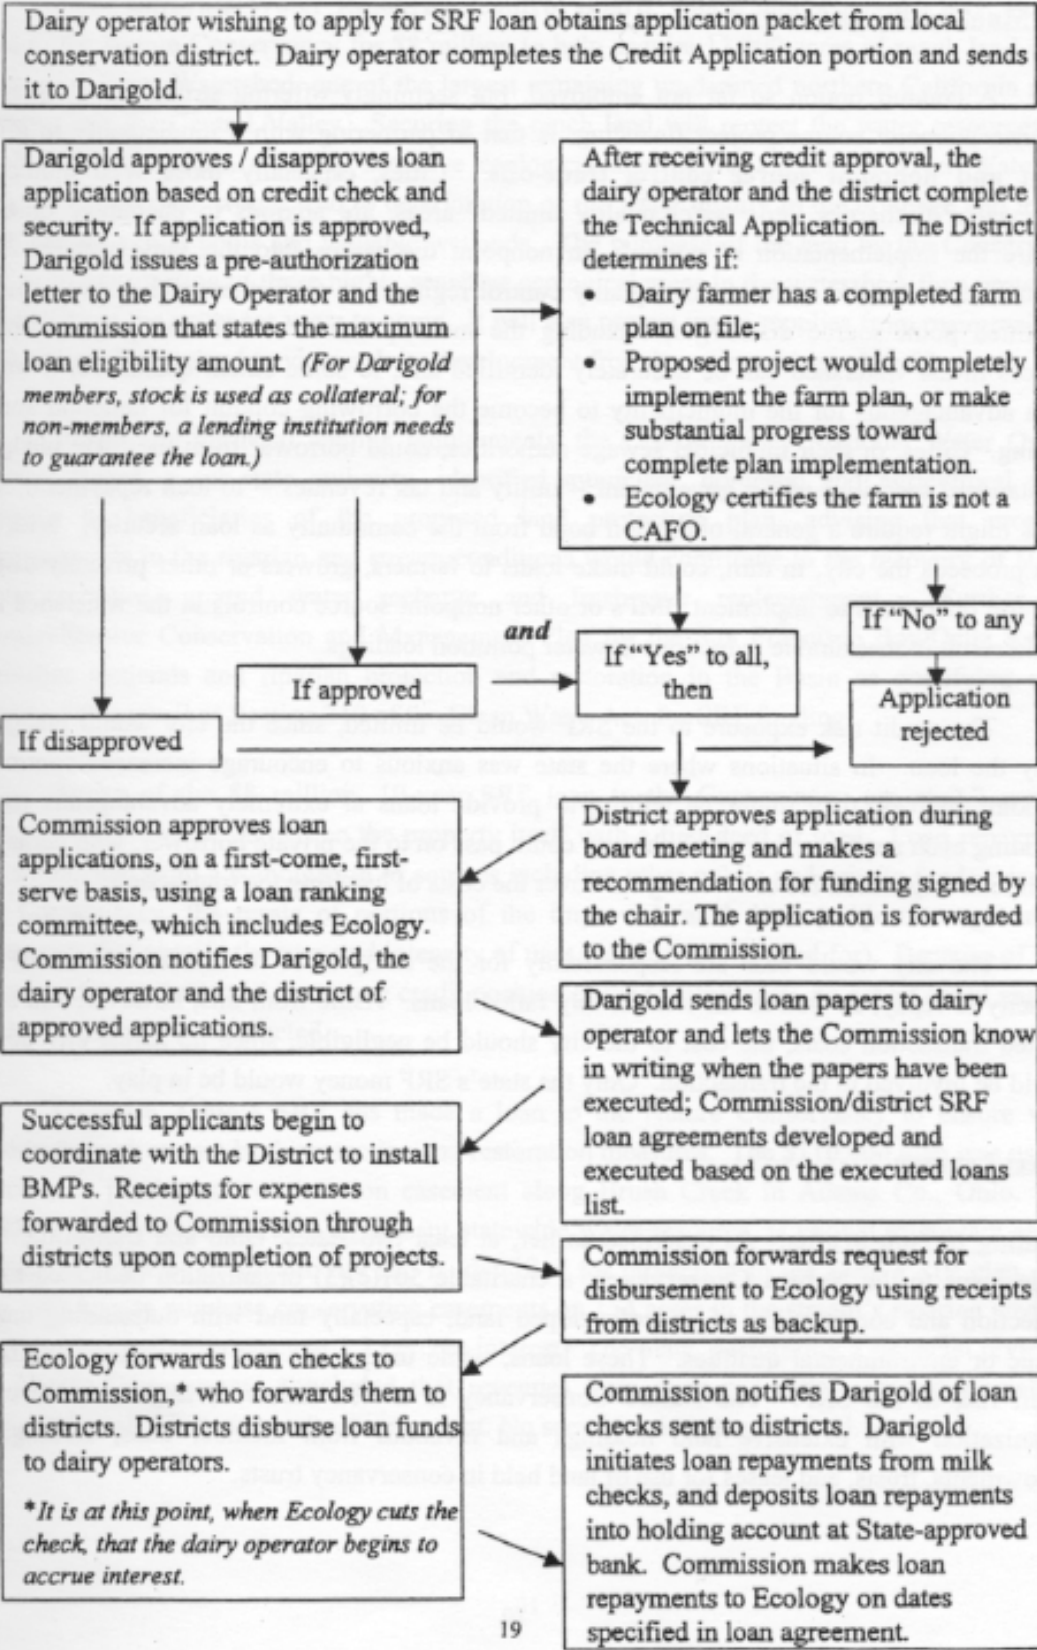 Dairy operator wishing to apply for SRF loan obtains application packet from local
conservation district. Dairy operator completes the Credit Application portion and sends
it to Darigold.
Darigold approves / disapproves loan
application based on credit check and
security. If application is approved,
Darigold issues a pre-authorization
letter to the Dairy Operator and the
Commission that states the maximum
loan eligibility amount. (For Darigold
members, stock is used as collateral; for
non-members, a lending institution needs
to guarantee the loan.)
After receiving credit approval, the
dairy operator and the district complete
the Technical Application. The District
determines if:
• Dairy farmer has a completed farm
plan on file;
• Proposed project would completely
implement the farm plan, or make
substantial progress toward
complete plan implementation.
• Ecology certifies the farm is not a
CAFO.
and
If "No" to any
If "Yes" to all,
then
If approved
Application
rejected
If disapproved
Commission approves loan
applications, on a first-come, first-
serve basis, using a loan ranking
committee, which includes Ecology.
Commission notifies Darigold, the
dairy operator and the district of
approved applications.
District approves application during
board meeting and makes a
recommendation for funding signed by
the chair. The application is forwarded
to the Commission.
Darigold sends loan papers to dairy
operator and lets the Commission know
in writing when the papers have been
executed; Commission/district SRF
loan agreements developed and
executed based on the executed loans
list.
Successful applicants begin to
coordinate with the District to install
BMPs. Receipts for expenses
forwarded to Commission through
districts upon completion of projects.
Commission forwards request for
disbursement to Ecology using receipts
from districts as backup.
Ecology forwards loan checks to
Commission,* who forwards them to
districts. Districts disburse loan funds
to dairy operators.
*It is at this point, when Ecology cuts the
check, that the dairy operator begins to
accrue interest.
Commission notifies Darigold of loan
checks sent to districts. Darigold
initiates loan repayments from milk
checks, and deposits loan repayments
into holding account at State-approved
bank. Commission makes loan
repayments to Ecology on dates
specified in loan agreement.
19